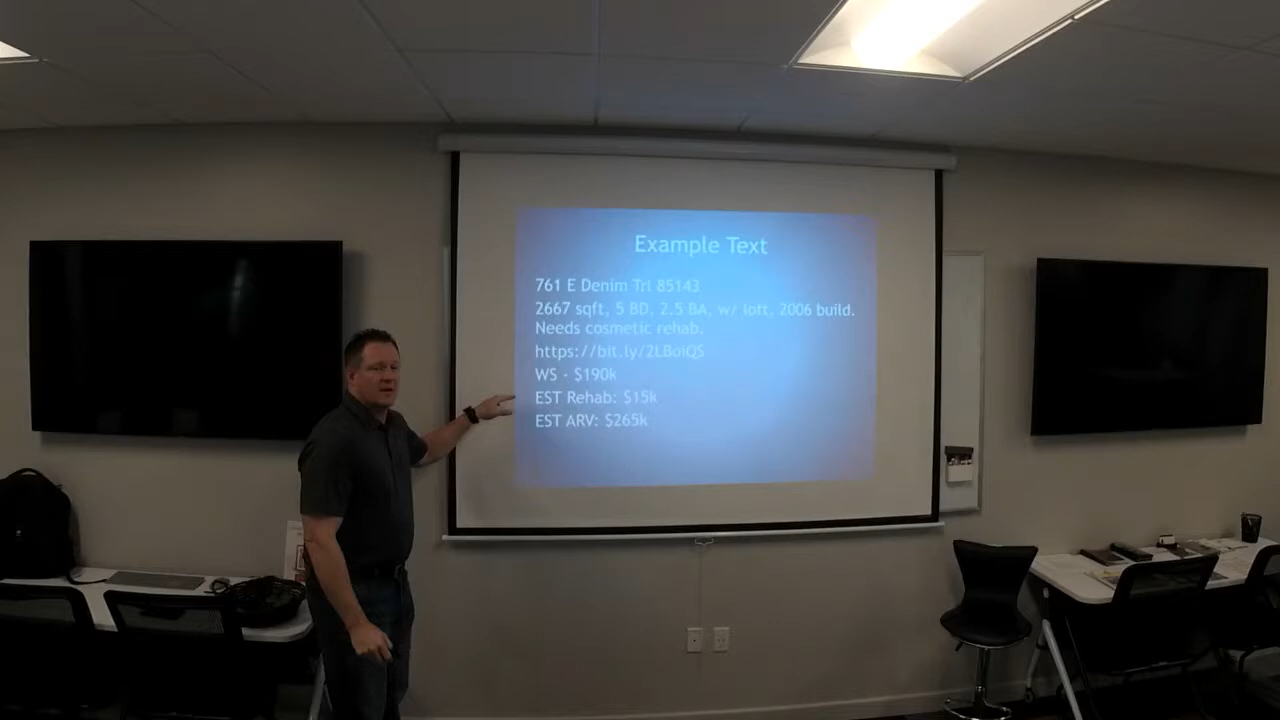 Example Text
761 E Denim Trl 85143
2667 sqft, 5 BD, 2.5 BA, w/ loft, 2006 build.
Needs cosmetic rehab.
https://bit.ly/2LBoiQS
WS - $190k
EST Rehab: $15k
EST ARV: $265k